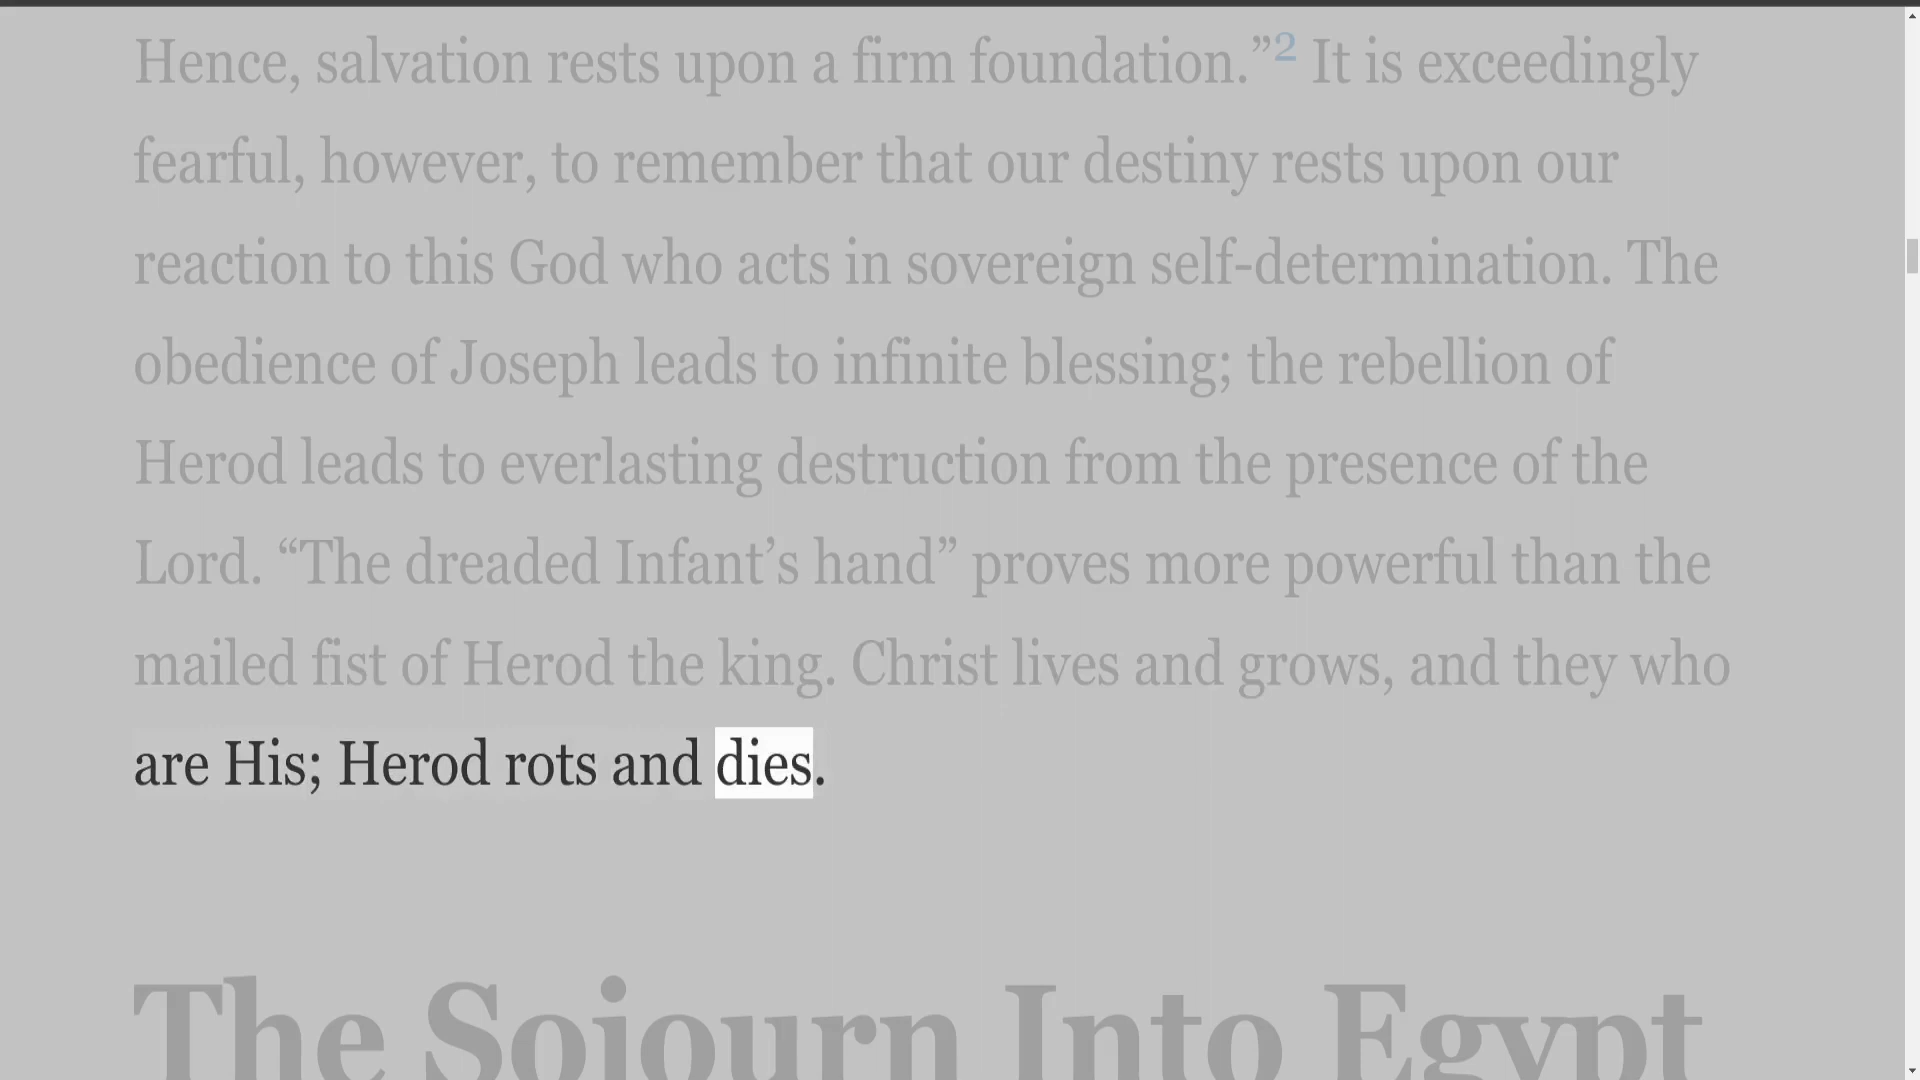 Hence, salvation rests upon a firm foundation.”2 It is exceedingly
fearful, however, to remember that our destiny rests upon our
reaction to this God who acts in sovereign self-determination. The
obedience of Joseph leads to infinite blessing; the rebellion of
Herod leads to everlasting destruction from the presence of the
Lord. “The dreaded Infant’s hand” proves more powerful than the
mailed fist of Herod the king. Christ lives and grows, and they who
are His; Herod rots and dies.
The Sojourn Into Egypt